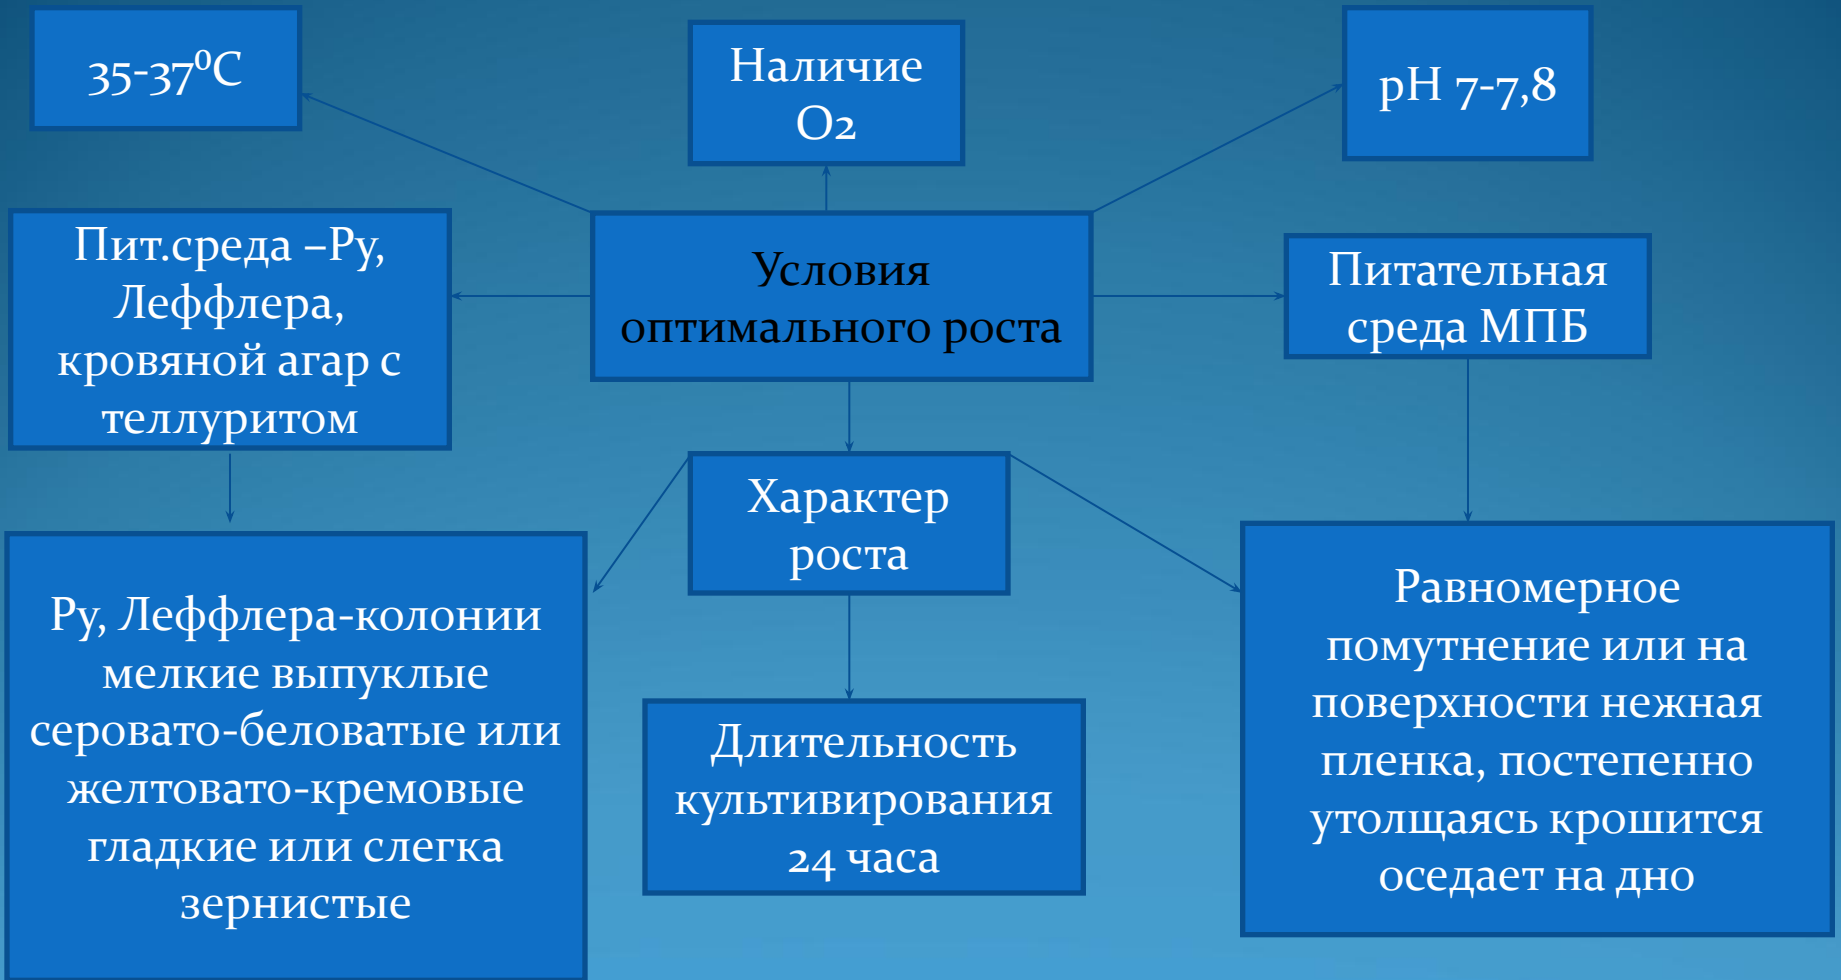 35-37⁰С
Наличие
О2
рН 7-7,8
Пит.среда –Ру,
Леффлера,
кровяной агар с
теллуритом
Условия
оптимального роста
Питательная
среда МПБ
Характер
роста
Ру, Леффлера-колонии
мелкие выпуклые
серовато-беловатые или
желтовато-кремовые
гладкие или слегка
зернистые
Длительность
культивирования
24 часа
Равномерное
помутнение или на
поверхности нежная
пленка, постепенно
утолщаясь крошится
оседает на дно